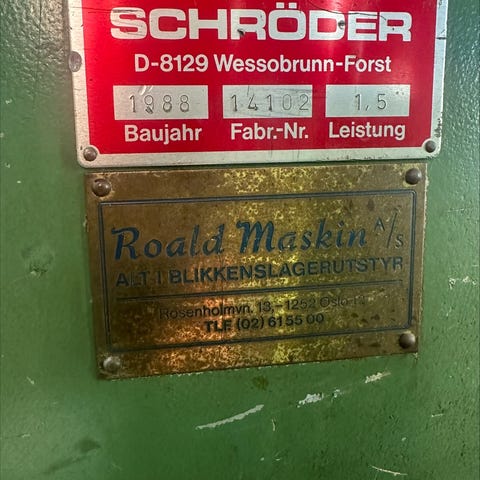 SCHRÖDER
D-8129 Wessobrunn-Forst
1988 14102 1,5
Baujahr Fabr.-Nr. Leistung
Roald Maskin A/S
ALT I BLIKKENSLAGERUTSTYR
Rosenholmvn. 13, - 1252 Oslo 12
TLF (02) 61 55 00